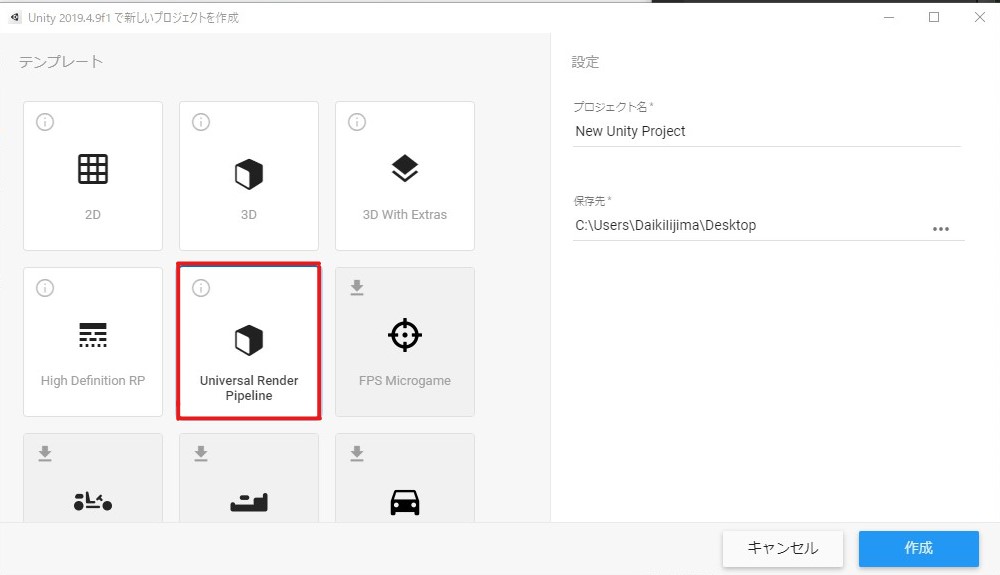 Unity 2019.4.9f1 で新しいプロジェクトを作成
テンプレート
設定
2D
3D
3D With Extras
High Definition RP
Universal Render
Pipeline
FPS Microgame
プロジェクト名*
New Unity Project
保存先*
C:\Users\DaikiIijima\Desktop
キャンセル
作成